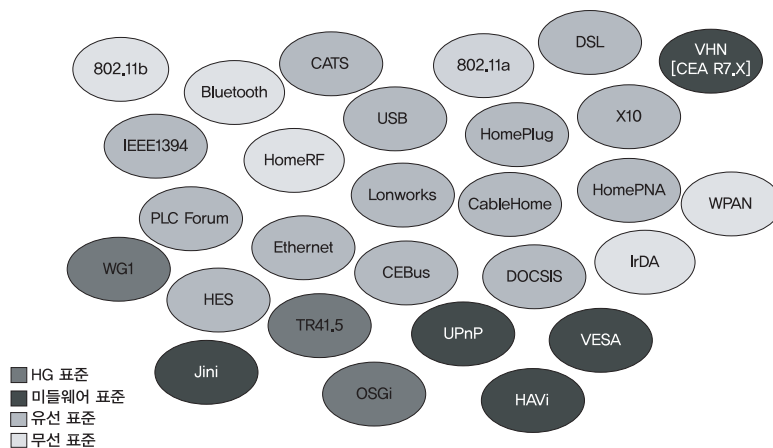 802.11b
CATS
802.11a
DSL
VHN
[CEA R7.X]
Bluetooth
USB
HomePlug
X10
IEEE1394
HomeRF
Lonworks
CableHome
HomePNA
WPAN
PLC Forum
Ethernet
WG1
CEBus
DOCSIS
IrDA
HES
TR41.5
UPnP
VESA
Jini
OSGi
HAVi
HG 표준
미들웨어 표준
유선 표준
무선 표준